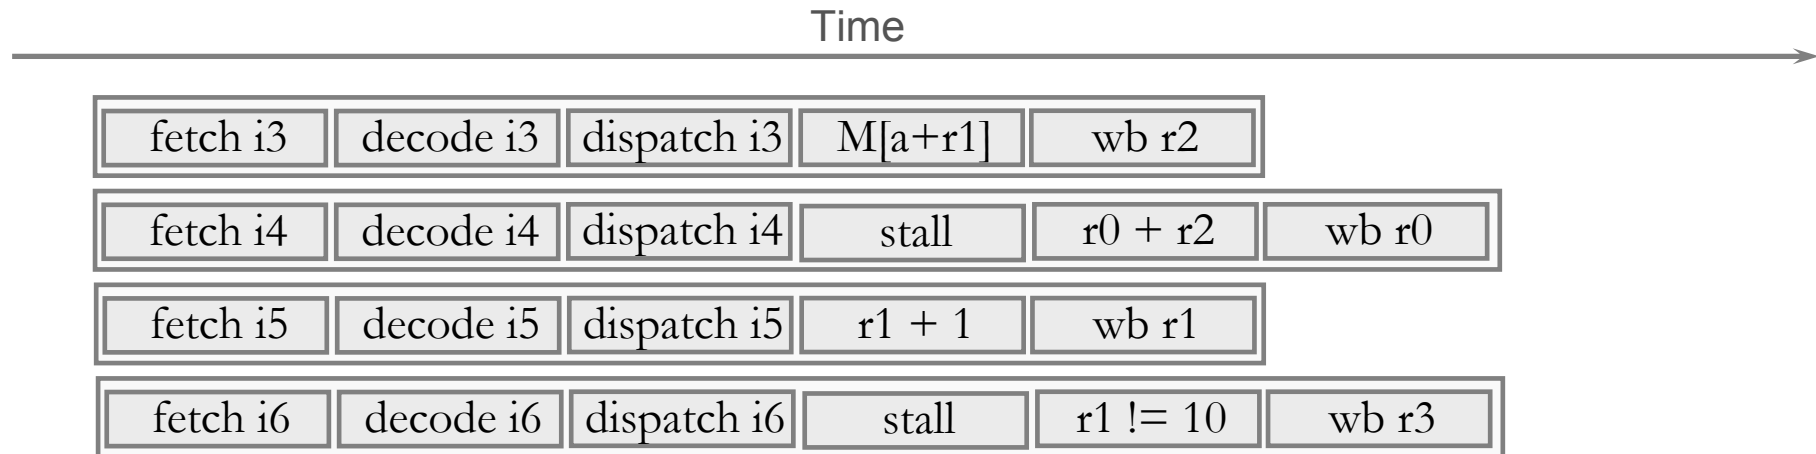 Time
fetch i3 decode i3 dispatch i3 M[a+r1] wb r2
fetch i4 decode i4 dispatch i4 stall r0 + r2 wb r0
fetch i5 decode i5 dispatch i5 r1 + 1 wb r1
fetch i6 decode i6 dispatch i6 stall r1 != 10 wb r3